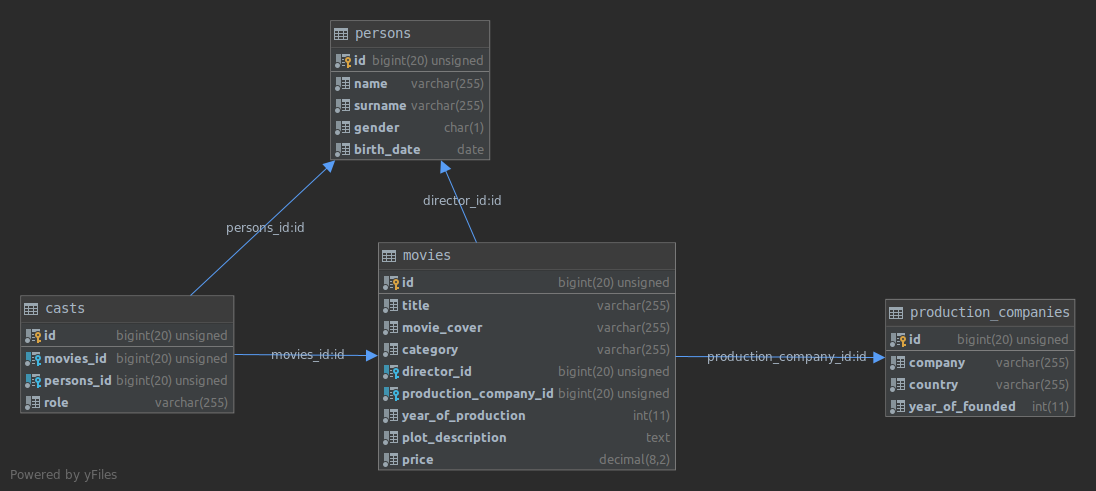 persons
id bigint(20) unsigned
name varchar(255)
surname varchar(255)
gender char(1)
birth_date date
director_id:id
persons_id:id
movies
id bigint(20) unsigned
title varchar(255)
movie_cover varchar(255)
category varchar(255)
director_id bigint(20) unsigned
production_company_id bigint(20) unsigned
year_of_production int(11)
plot_description text
price decimal(8,2)
casts
id bigint(20) unsigned
movies_id bigint(20) unsigned
persons_id bigint(20) unsigned
role varchar(255)
movies_id:id
production_company_id:id
production_companies
id bigint(20) unsigned
company varchar(255)
country varchar(255)
year_of_founded int(11)
Powered by yFiles